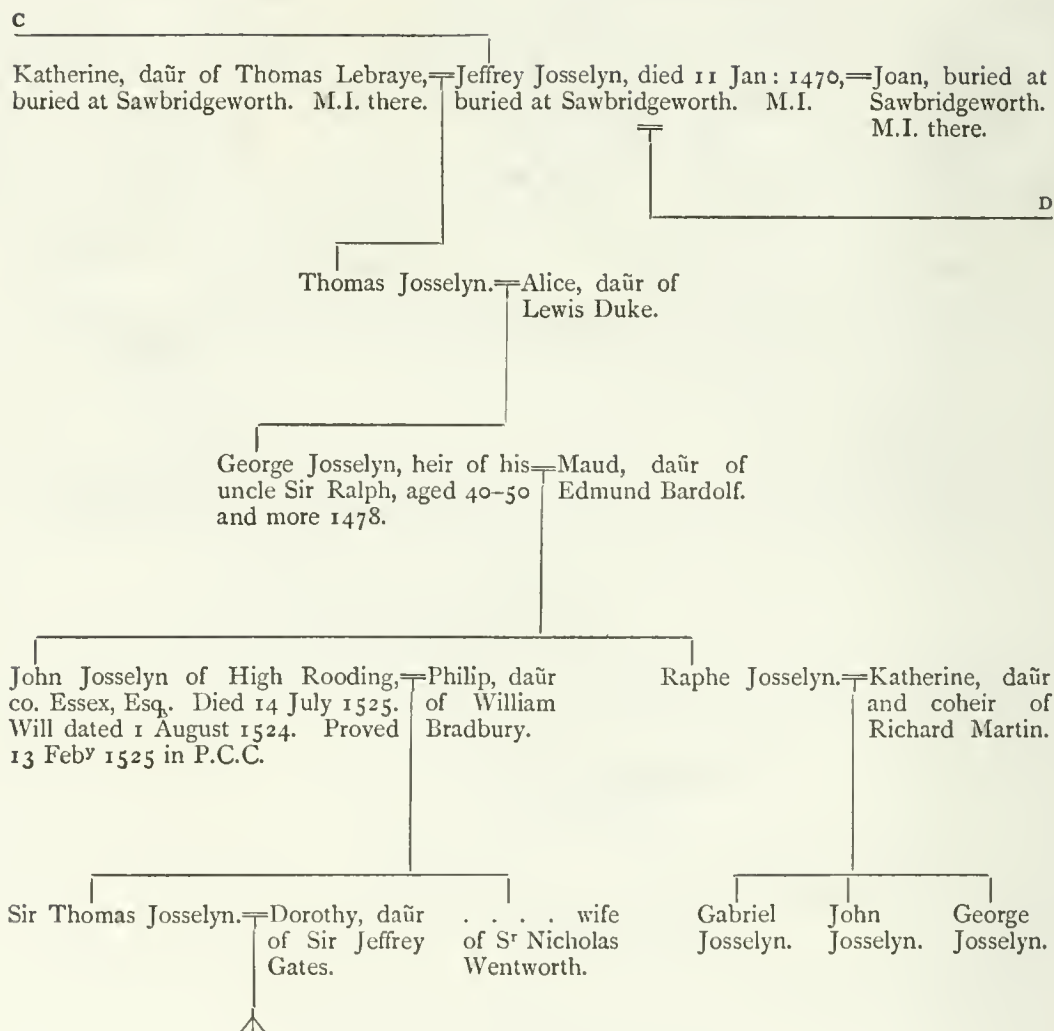 C
Katherine, daũr of Thomas Lebraye,
buried at Sawbridgeworth. M.I. there.
Jeffrey Josselyn, died 11 Jan: 1470,
buried at Sawbridgeworth. M.I.
Joan, buried at
Sawbridgeworth.
M.I. there.
D
Thomas Josselyn.
Alice, daũr of
Lewis Duke.
George Josselyn, heir of his
uncle Sir Ralph, aged 40-50
and more 1478.
Maud, daũr of
Edmund Bardolf.
John Josselyn of High Rooding,
co. Essex, Esq. Died 14 July 1525.
Will dated 1 August 1524. Proved
13 Febʸ 1525 in P.C.C.
Philip, daũr
of William
Bradbury.
Raphe Josselyn.
Katherine, daũr
and coheir of
Richard Martin.
Sir Thomas Josselyn.
Dorothy, daũr
of Sir Jeffrey
Gates.
. . . . wife
of Sʳ Nicholas
Wentworth.
Gabriel
Josselyn.
John
Josselyn.
George
Josselyn.